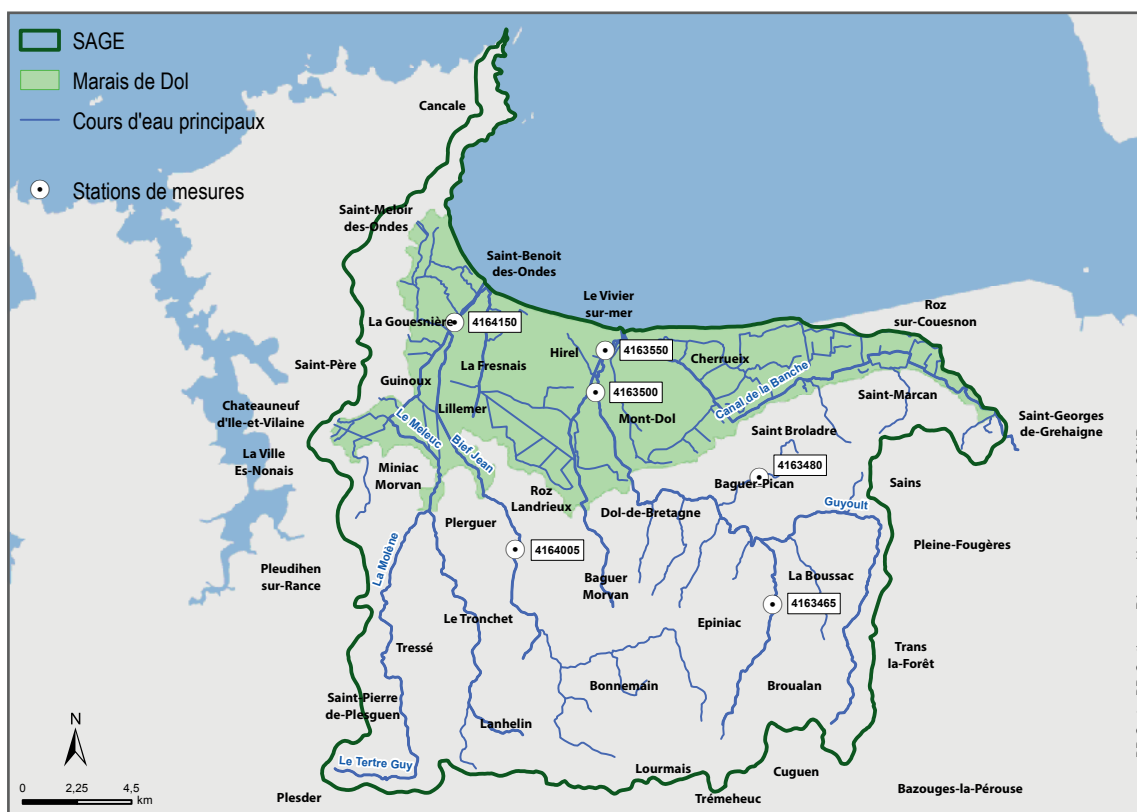 SAGE
Marais de Dol
Cours d'eau principaux
Stations de mesures
Cancale
Saint-Meloir
des-Ondes
Saint-Benoit
des-Ondes
Le Vivier
sur-mer
Roz
sur-Couesnon
La Gouesnière
4164150
Hirel
4163550
Cherrueix
Saint-Père
La Fresnais
Guinoux
4163500
Canal de la Banche
Saint-Marcan
Chateauneuf
d'Ile-et-Vilaine
Lillemer
Le Meleuc
Mont-Dol
Saint-Georges
de-Grehaigne
Bief Jean
Saint Broladre
La Ville
Es-Nonais
Miniac
Morvan
4163480
Baguer-Pican
Sains
Roz
Landrieux
Guyoult
Dol-de-Bretagne
Plerguer
4164005
Pleine-Fougères
La Molène
Pleudihen
sur-Rance
Baguer
Morvan
La Boussac
4163465
Le Tronchet
Epiniac
Tressé
Trans
la-Forêt
Bonnemain
Broualan
Saint-Pierre
de-Plesguen
Lanhelin
N
Le Tertre Guy
Lourmais
Cuguen
0 2,25 4,5
km
Plesder
Trémeheuc
Bazouges-la-Pérouse